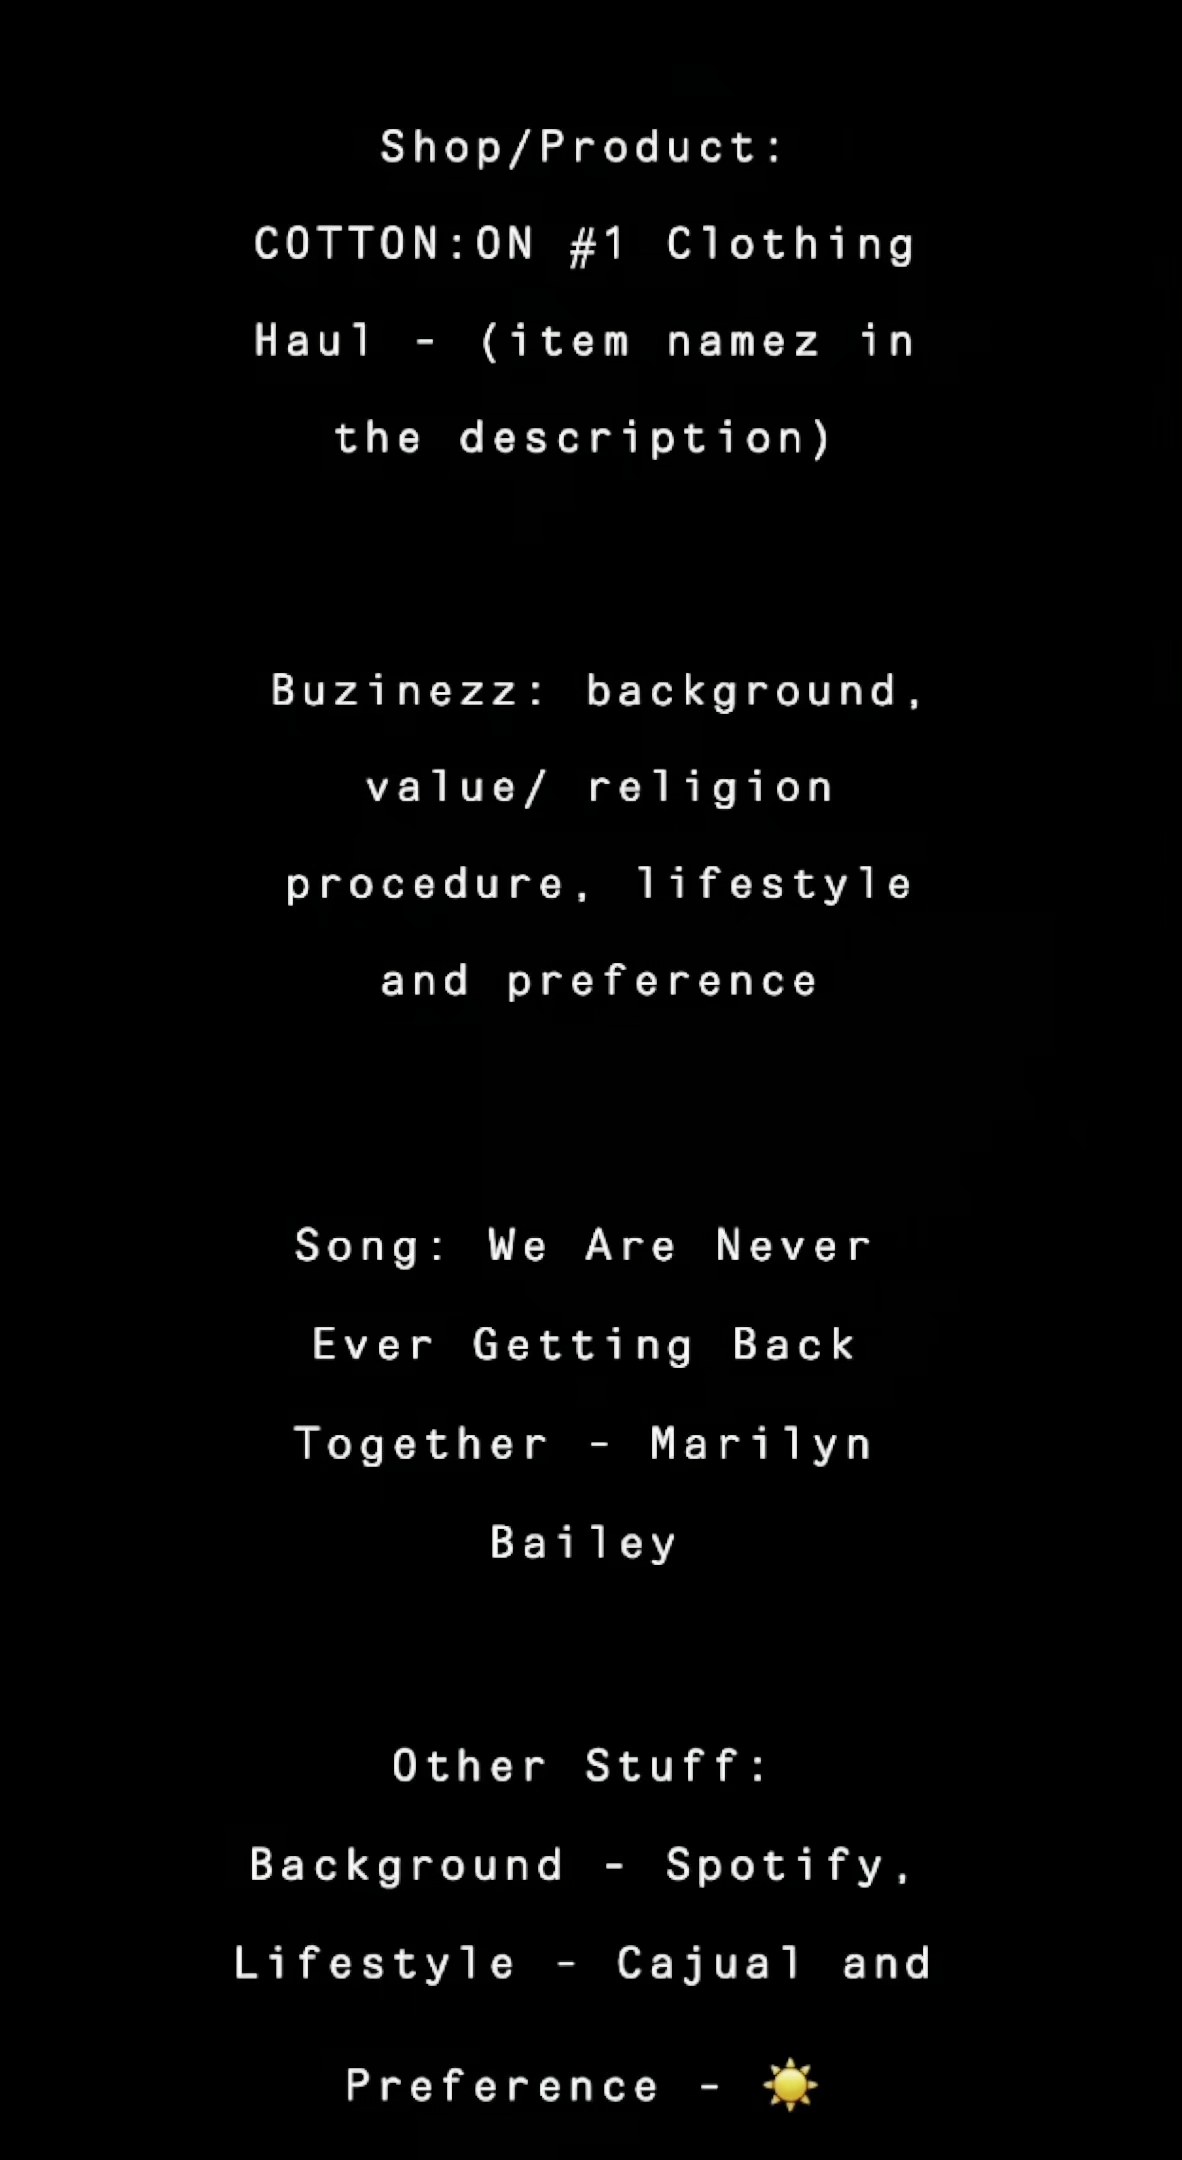 Shop/Product:
COTTON:ON #1 Clothing
Haul - (item namez in
the description)
Buzinezz: background,
value/ religion
procedure, lifestyle
and preference
Song: We Are Never
Ever Getting Back
Together - Marilyn
Bailey
Other Stuff:
Background - Spotify,
Lifestyle - Cajual and
Preference - ☀️